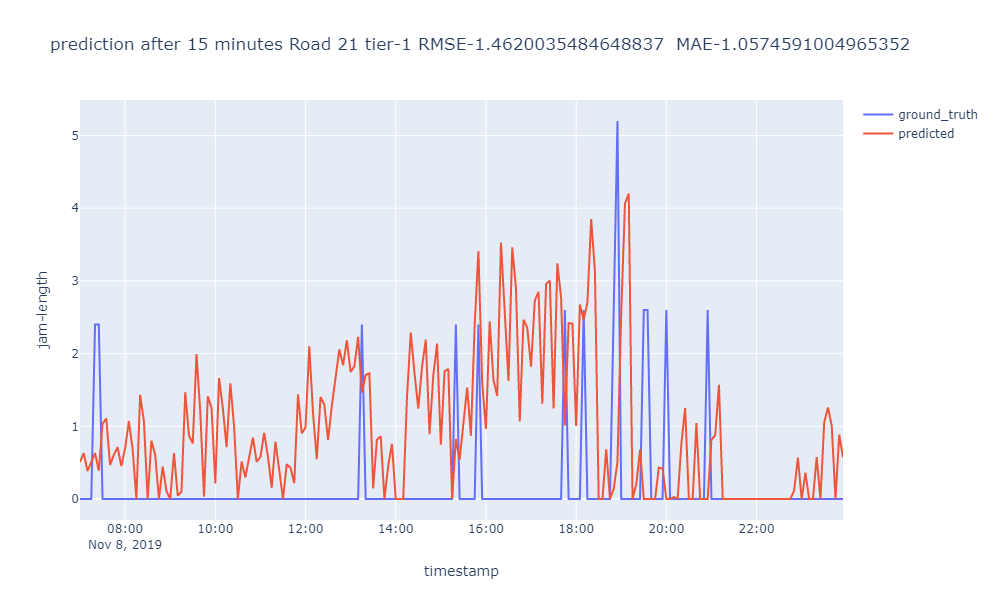 prediction after 15 minutes Road 21 tier-1 RMSE-1.4620035484648837  MAE-1.0574591004965352
ground_truth
predicted
5
4
3
2
1
0
jam-length
08:00 10:00 12:00 14:00 16:00 18:00 20:00 22:00
Nov 8, 2019
timestamp